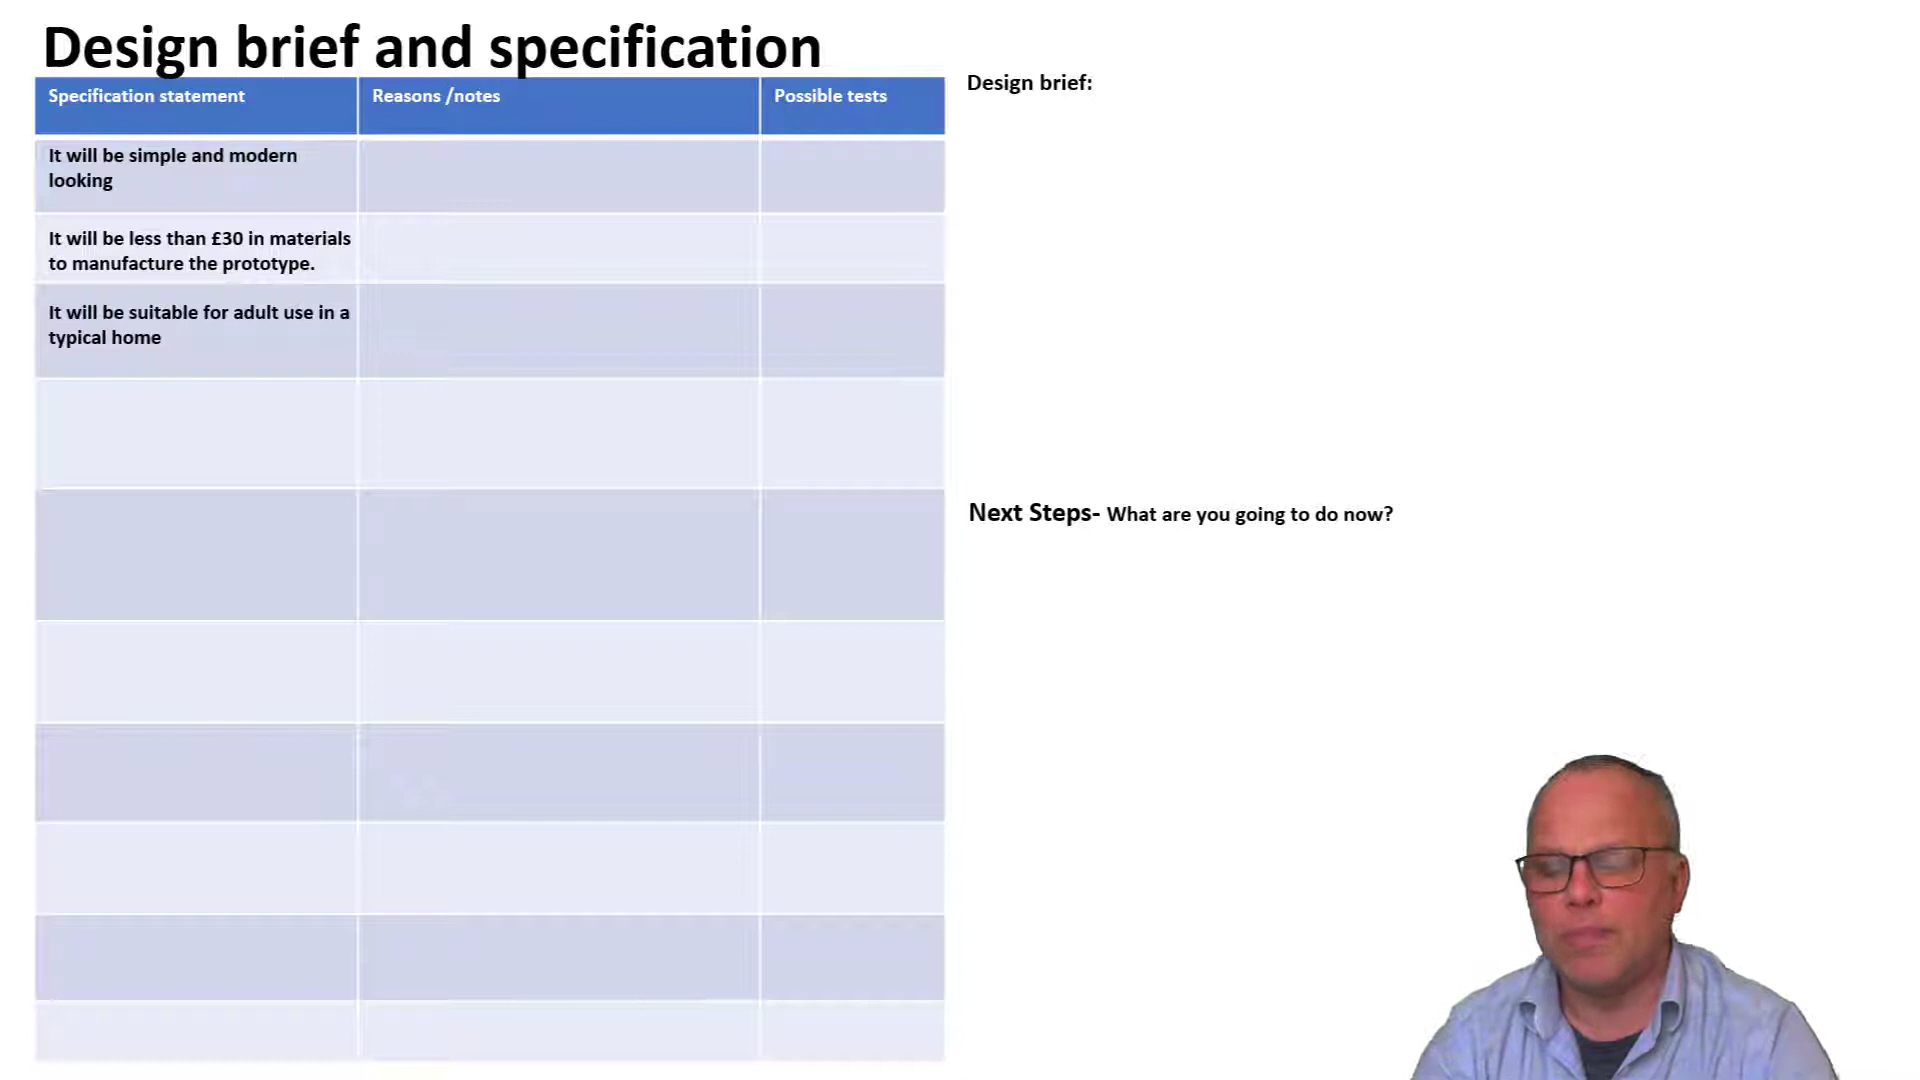 Design brief and specification
Specification statement
Reasons /notes
Possible tests
It will be simple and modern
looking
It will be less than £30 in materials
to manufacture the prototype.
It will be suitable for adult use in a
typical home
Design brief:
Next Steps- What are you going to do now?